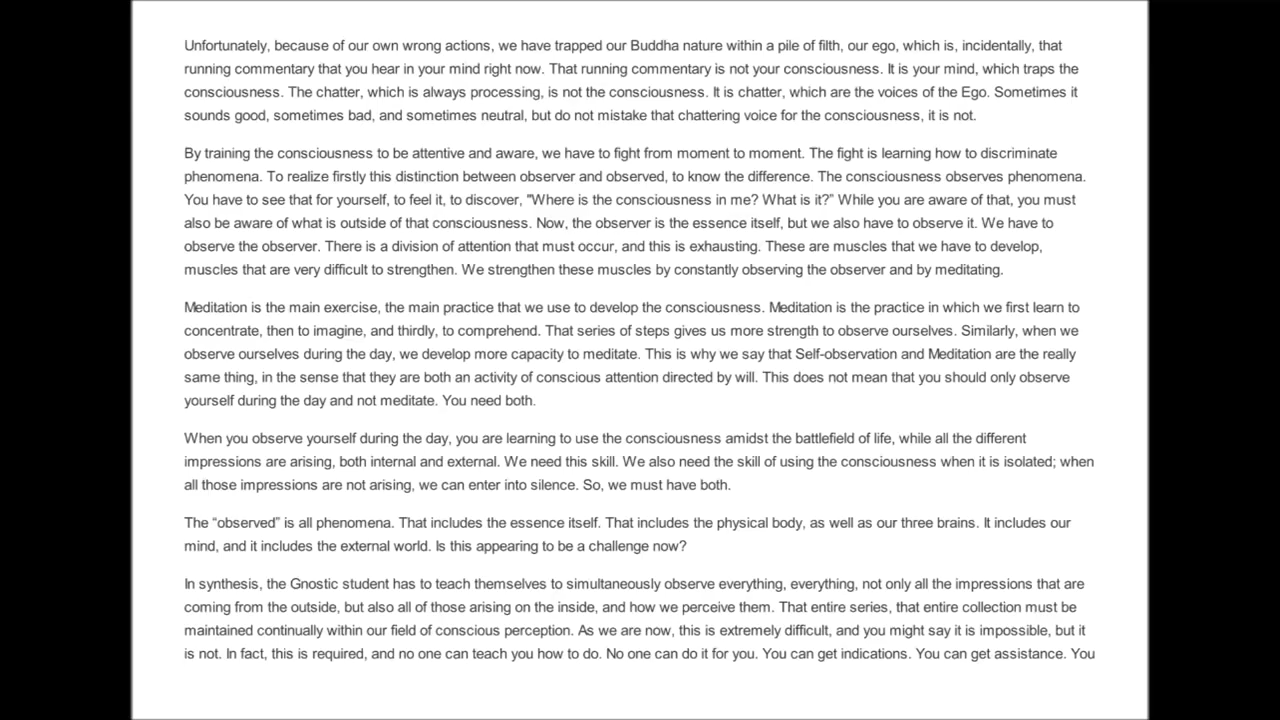 Unfortunately, because of our own wrong actions, we have trapped our Buddha nature within a pile of filth, our ego, which is, incidentally, that
running commentary that you hear in your mind right now. That running commentary is not your consciousness. It is your mind, which traps the
consciousness. The chatter, which is always processing, is not the consciousness. It is chatter, which are the voices of the Ego. Sometimes it
sounds good, sometimes bad, and sometimes neutral, but do not mistake that chattering voice for the consciousness, it is not.
By training the consciousness to be attentive and aware, we have to fight from moment to moment. The fight is learning how to discriminate
phenomena. To realize firstly this distinction between observer and observed, to know the difference. The consciousness observes phenomena.
You have to see that for yourself, to feel it, to discover, "Where is the consciousness in me? What is it?” While you are aware of that, you must
also be aware of what is outside of that consciousness. Now, the observer is the essence itself, but we also have to observe it. We have to
observe the observer. There is a division of attention that must occur, and this is exhausting. These are muscles that we have to develop,
muscles that are very difficult to strengthen. We strengthen these muscles by constantly observing the observer and by meditating.
Meditation is the main exercise, the main practice that we use to develop the consciousness. Meditation is the practice in which we first learn to
concentrate, then to imagine, and thirdly, to comprehend. That series of steps gives us more strength to observe ourselves. Similarly, when we
observe ourselves during the day, we develop more capacity to meditate. This is why we say that Self-observation and Meditation are the really
same thing, in the sense that they are both an activity of conscious attention directed by will. This does not mean that you should only observe
yourself during the day and not meditate. You need both.
When you observe yourself during the day, you are learning to use the consciousness amidst the battlefield of life, while all the different
impressions are arising, both internal and external. We need this skill. We also need the skill of using the consciousness when it is isolated; when
all those impressions are not arising, we can enter into silence. So, we must have both.
The “observed” is all phenomena. That includes the essence itself. That includes the physical body, as well as our three brains. It includes our
mind, and it includes the external world. Is this appearing to be a challenge now?
In synthesis, the Gnostic student has to teach themselves to simultaneously observe everything, everything, not only all the impressions that are
coming from the outside, but also all of those arising on the inside, and how we perceive them. That entire series, that entire collection must be
maintained continually within our field of conscious perception. As we are now, this is extremely difficult, and you might say it is impossible, but it
is not. In fact, this is required, and no one can teach you how to do. No one can do it for you. You can get indications. You can get assistance. You